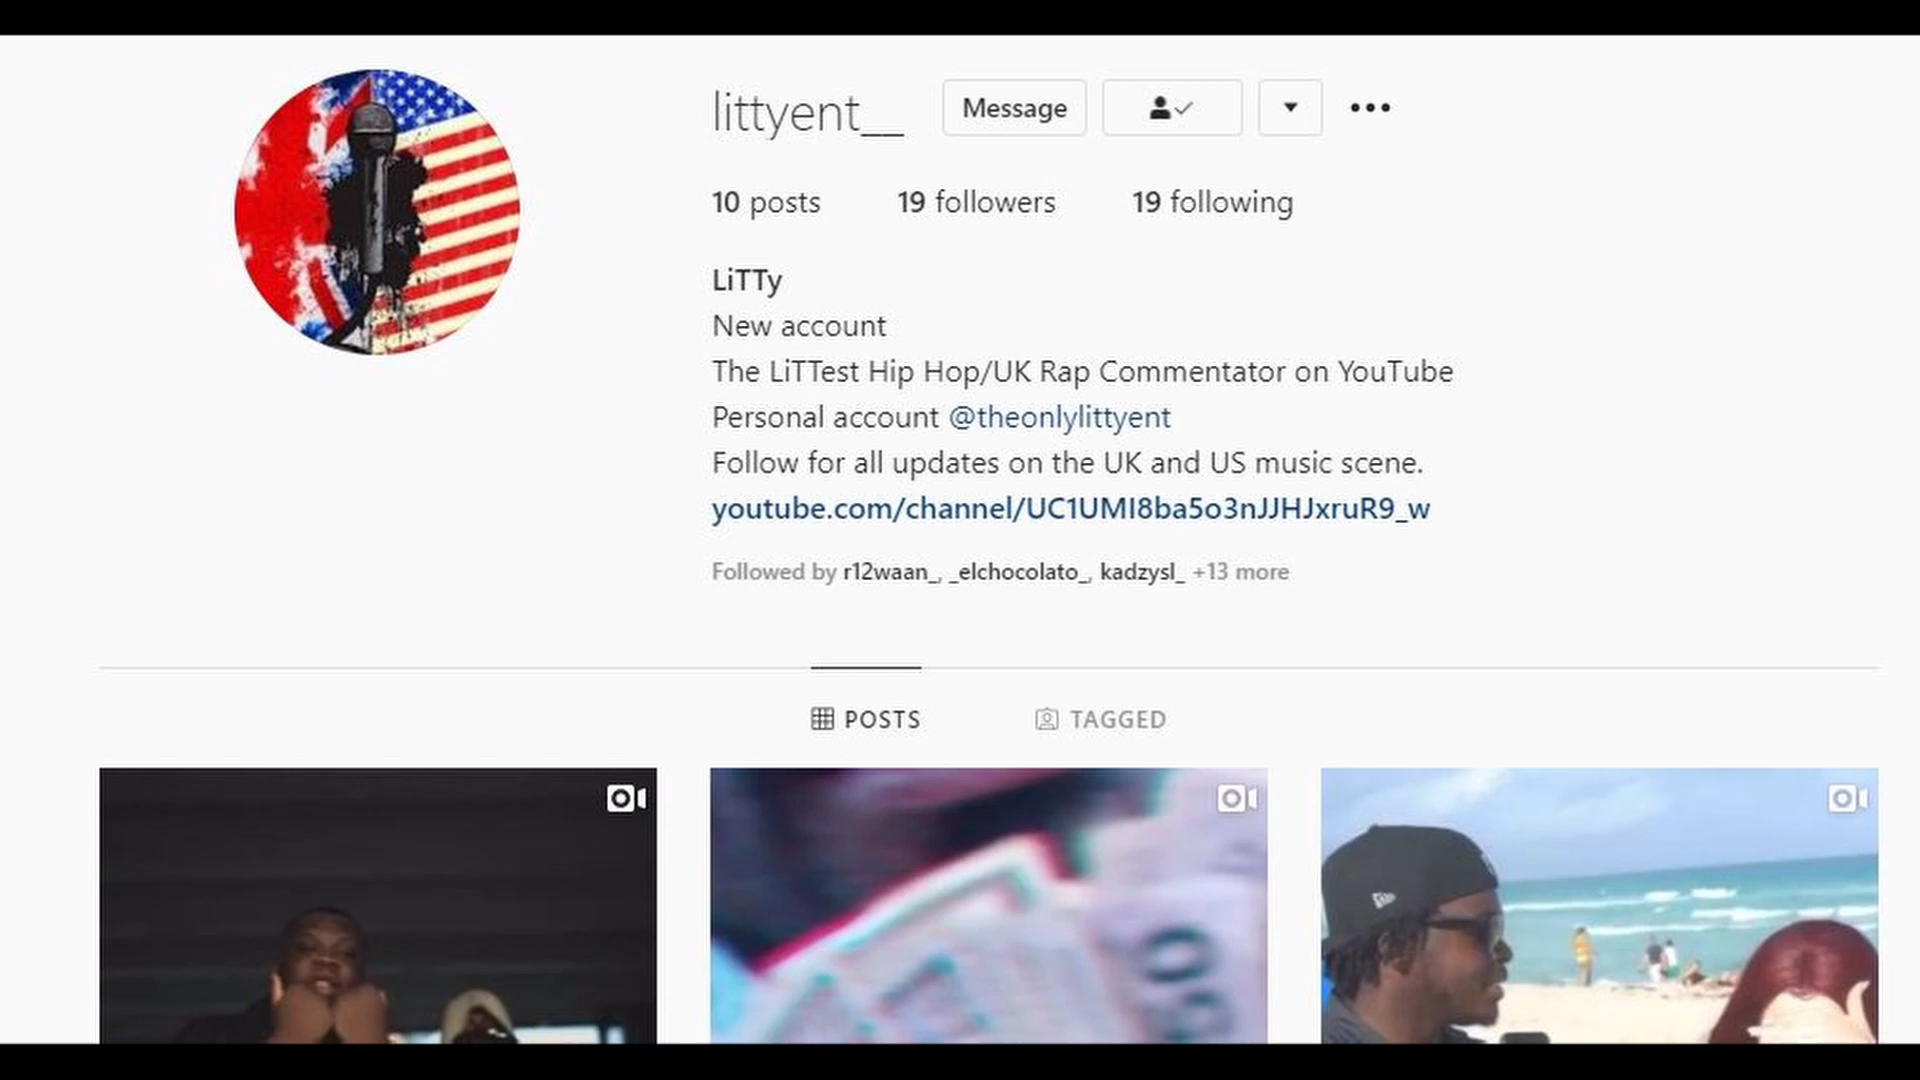 littyent__ Message
10 posts 19 followers 19 following
LiTTy
New account
The LiTTest Hip Hop/UK Rap Commentator on YouTube
Personal account @theonlylittyent
Follow for all updates on the UK and US music scene.
youtube.com/channel/UC1UMI8ba5o3nJJHJxruR9_w
Followed by r12waan_, _elchocolato_, kadzysl_ +13 more
POSTS TAGGED